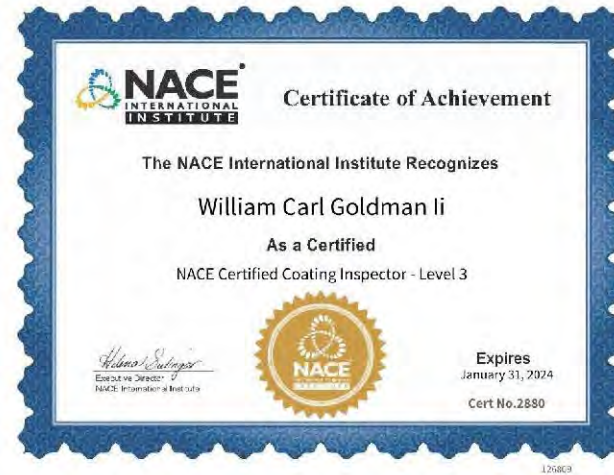 NACE
INTERNATIONAL
INSTITUTE
Certificate of Achievement
The NACE International Institute Recognizes
William Carl Goldman Ii
As a Certified
NACE Certified Coating Inspector - Level 3
NACE
Executive Director
NACE International Institute
Expires
January 31, 2024
Cert No.2880
126809